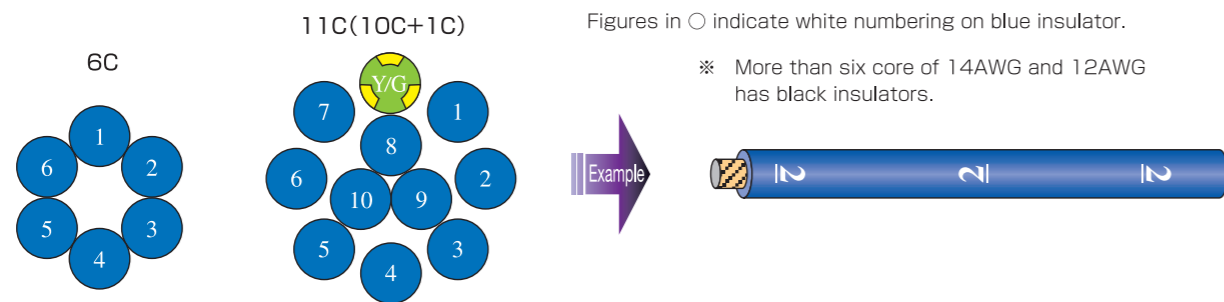 6C
1
2
3
4
5
6
11C(10C+1C)
Y/G
1
2
3
4
5
6
7
8
9
10
Figures in ○ indicate white numbering on blue insulator.
※ More than six core of 14AWG and 12AWG
has black insulators.
Example
2 2 2